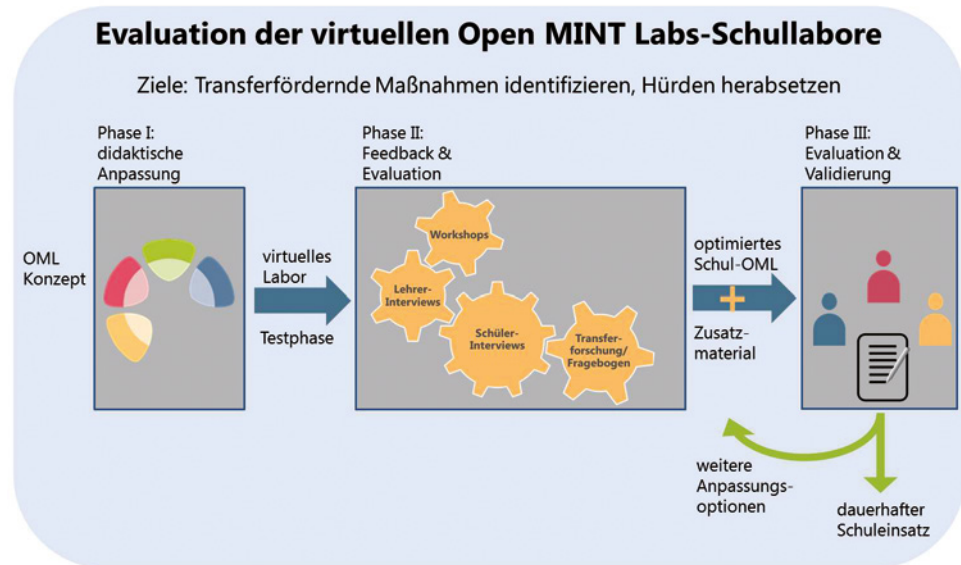 Evaluation der virtuellen Open MINT Labs-Schullabore
Ziele: Transferfördernde Maßnahmen identifizieren, Hürden herabsetzen
Phase I:
didaktische
Anpassung
OML
Konzept
virtuelles
Labor
Testphase
Phase II:
Feedback &
Evaluation
Workshops
Lehrer-
Interviews
Schüler-
Interviews
Transfer-
forschung/
Fragebogen
optimiertes
Schul-OML
+
Zusatz-
material
Phase III:
Evaluation &
Validierung
weitere
Anpassungs-
optionen
dauerhafter
Schuleinsatz